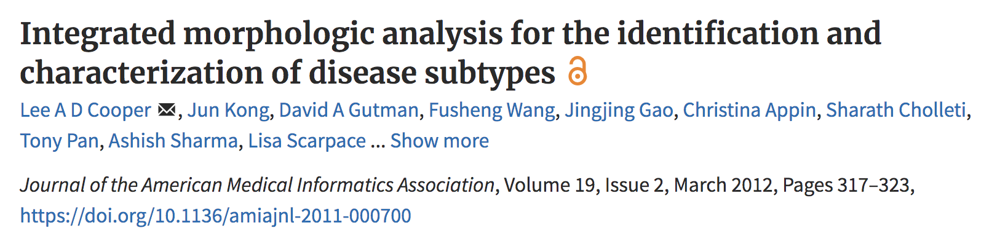 Integrated morphologic analysis for the identification and
characterization of disease subtypes
Lee A D Cooper , Jun Kong, David A Gutman, Fusheng Wang, Jingjing Gao, Christina Appin, Sharath Cholleti,
Tony Pan, Ashish Sharma, Lisa Scarpace ... Show more
Journal of the American Medical Informatics Association, Volume 19, Issue 2, March 2012, Pages 317–323,
https://doi.org/10.1136/amiajnl-2011-000700